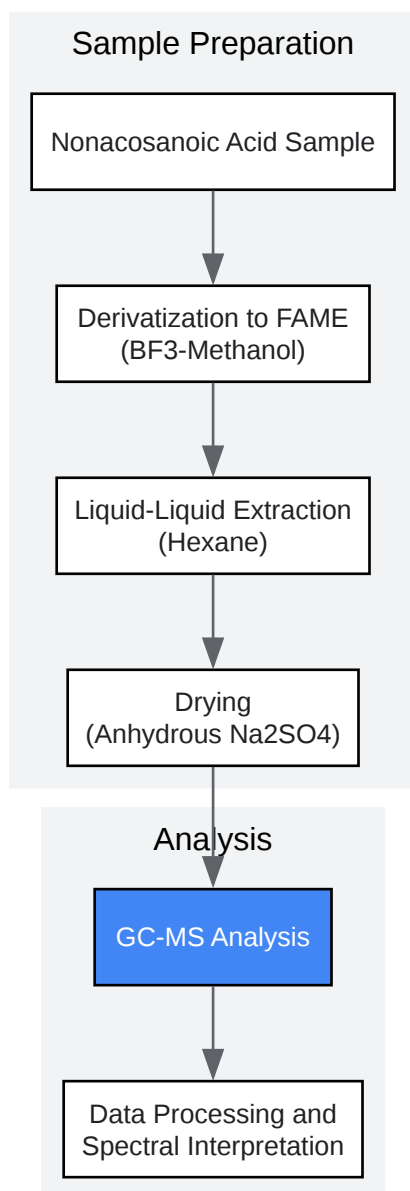 Sample Preparation
Nonacosanoic Acid Sample
Derivatization to FAME
(BF3-Methanol)
Liquid-Liquid Extraction
(Hexane)
Drying
(Anhydrous Na2SO4)
Analysis
GC-MS Analysis
Data Processing and
Spectral Interpretation